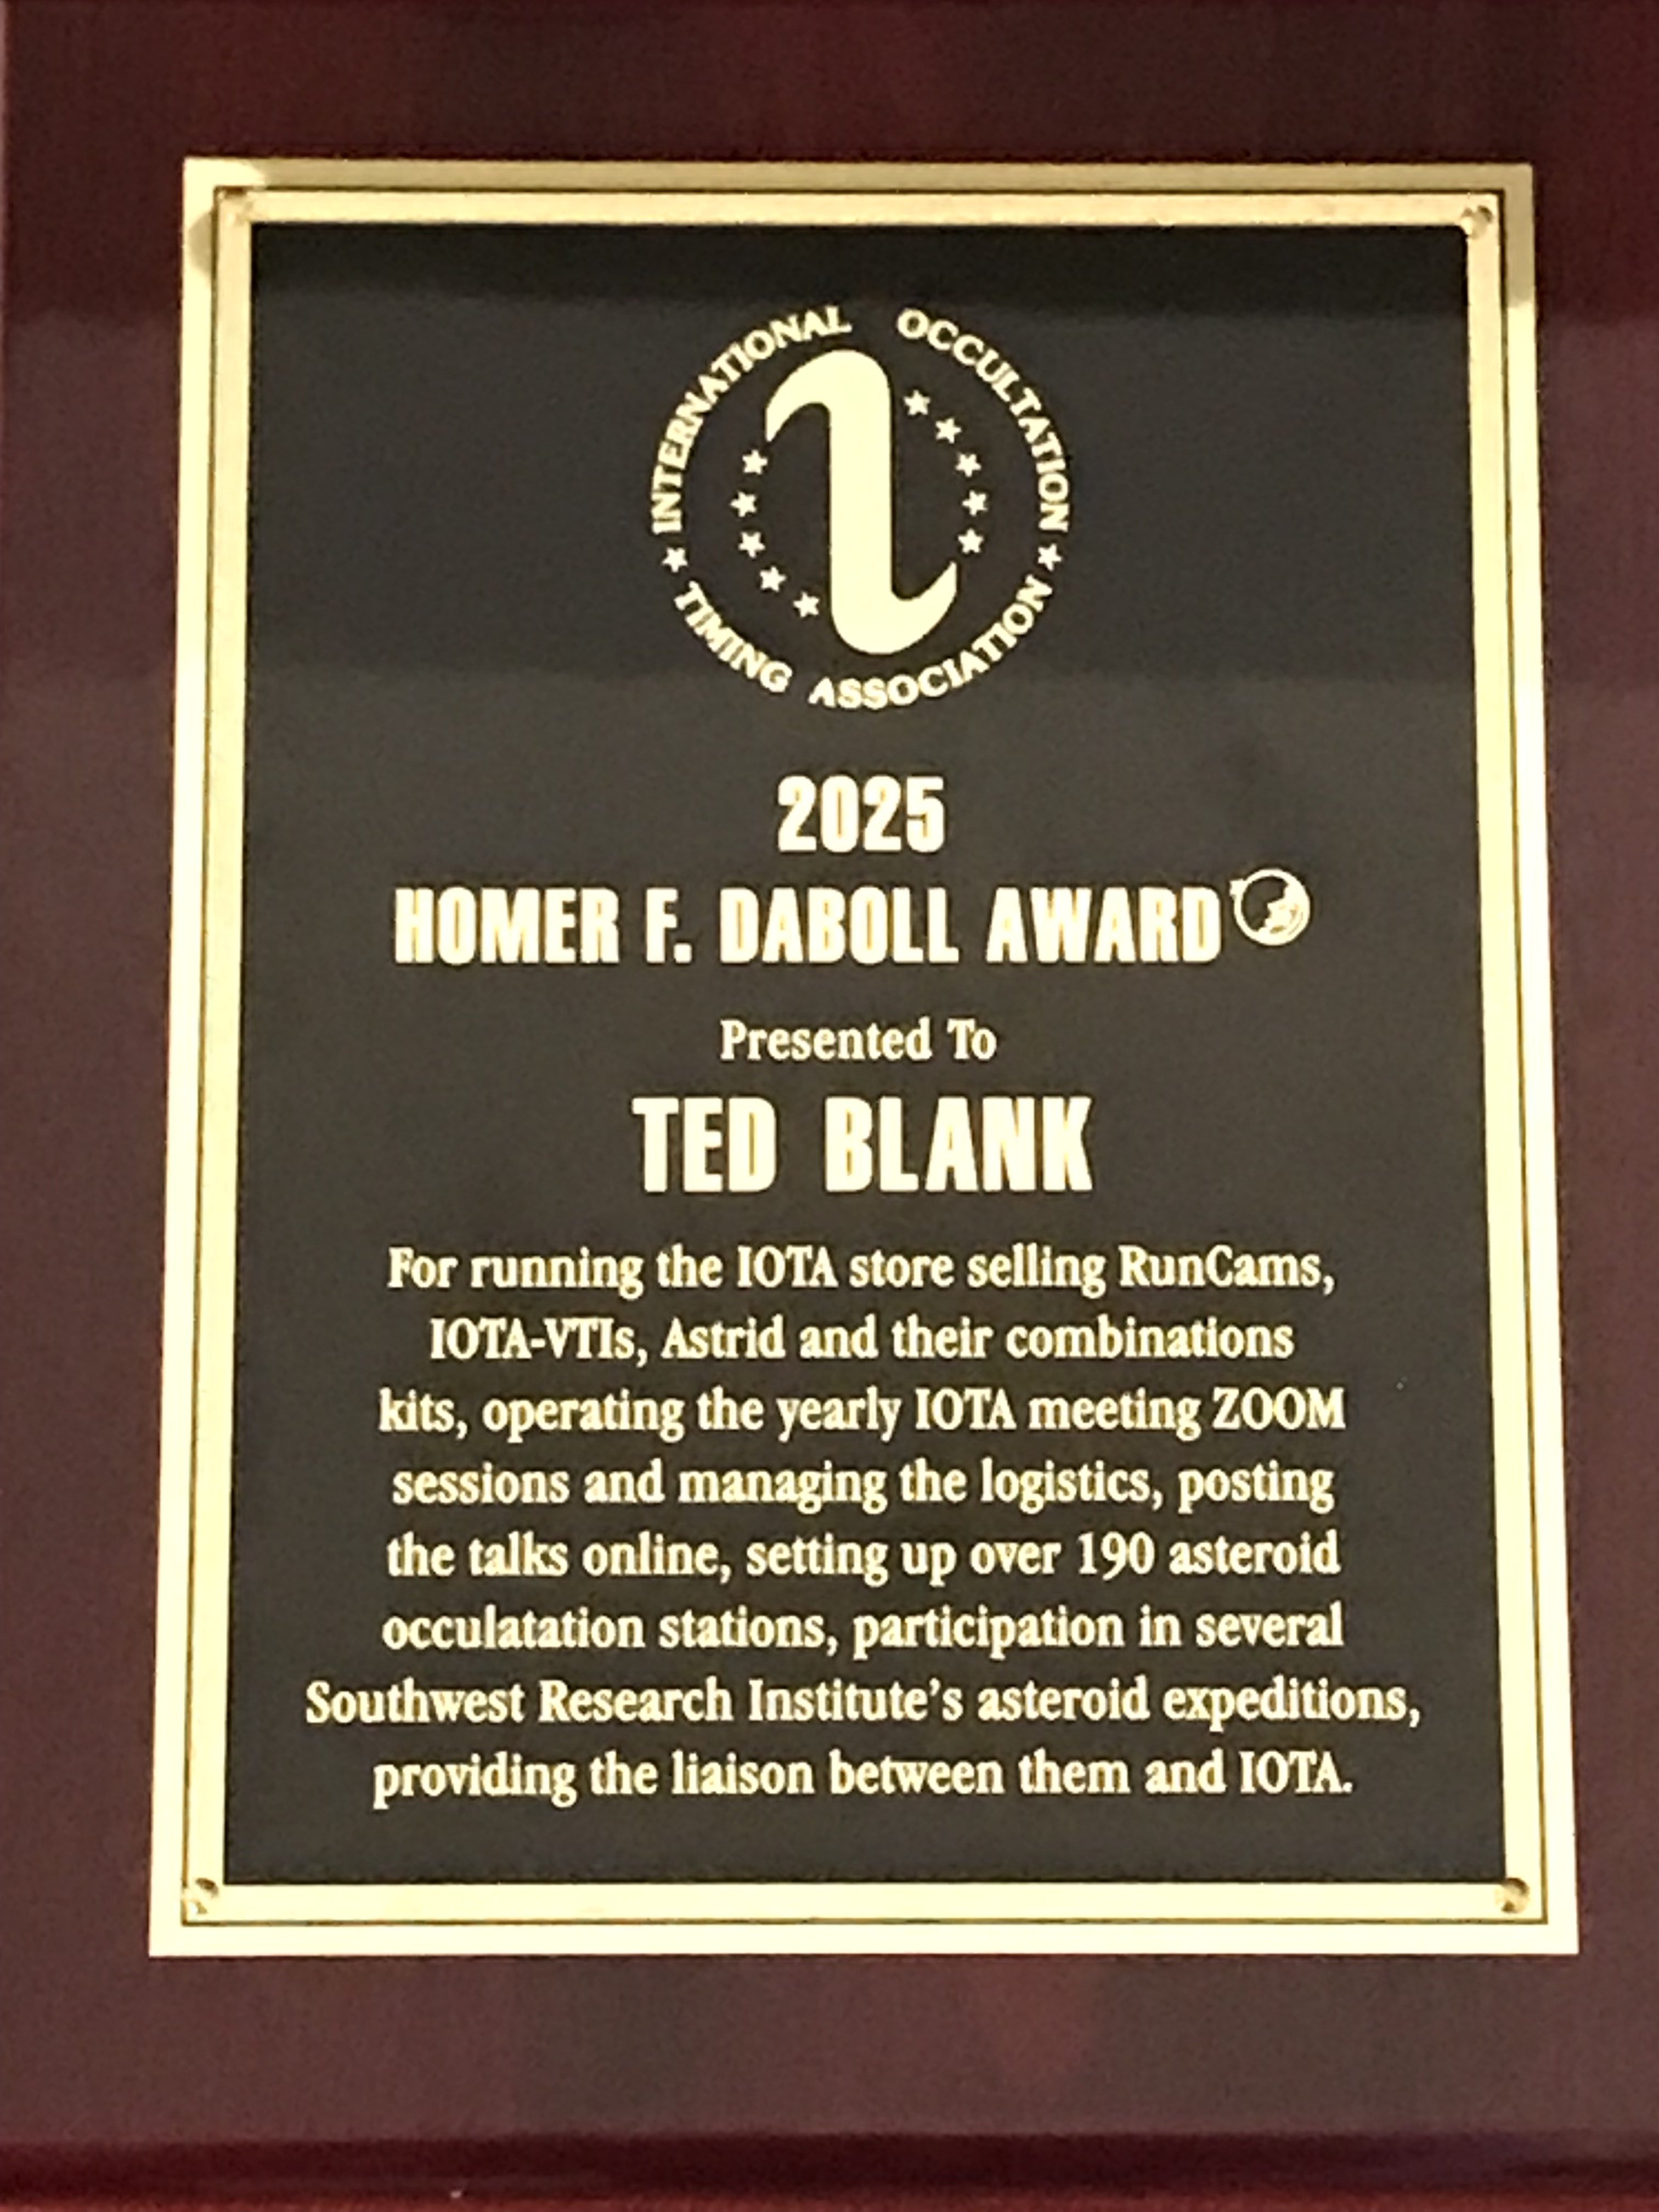 INTERNATIONAL OCCULTATION
★ TIMING ASSOCIATION ★
2025
HOMER F. DABOLL AWARD
Presented To
TED BLANK
For running the IOTA store selling RunCams,
IOTA-VTIs, Astrid and their combinations
kits, operating the yearly IOTA meeting ZOOM
sessions and managing the logistics, posting
the talks online, setting up over 190 asteroid
occulatation stations, participation in several
Southwest Research Institute's asteroid expeditions,
providing the liaison between them and IOTA.